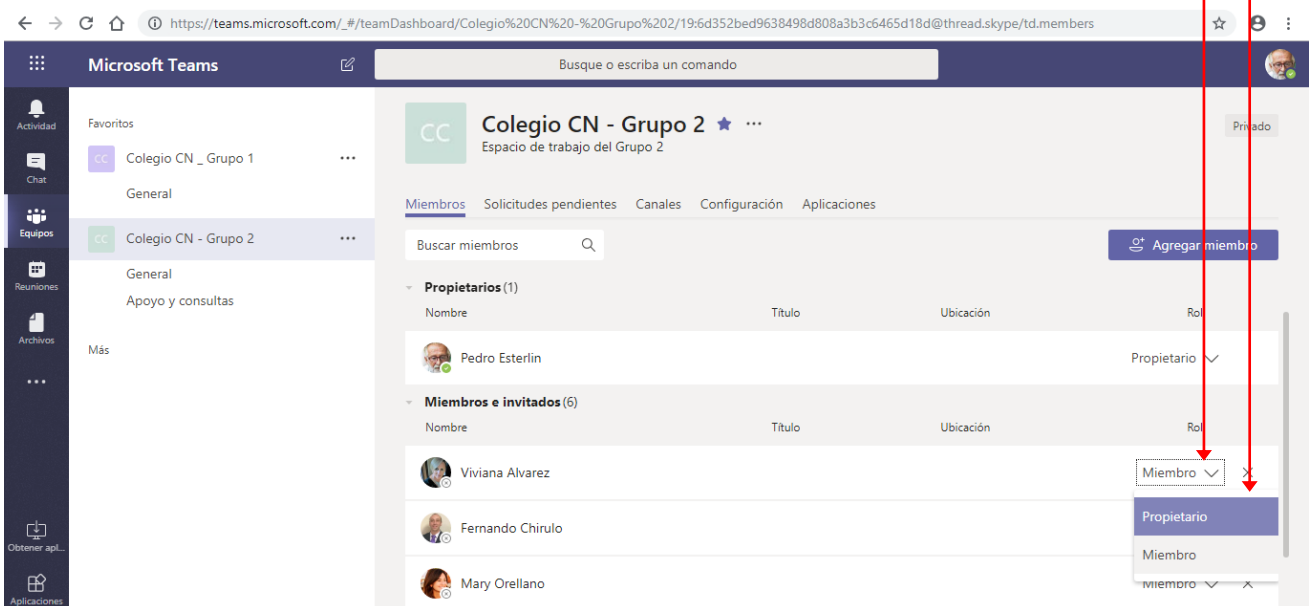 https://teams.microsoft.com/_#/teamDashboard/Colegio%20CN%20-%20Grupo%202/19:6d352bed9638498d808a3b3c6465d18d@thread.skype/td.members
Microsoft Teams
Busque o escriba un comando
Actividad
Chat
Equipos
Reuniones
Archivos
Obtener apl...
Aplicaciones
Favoritos
CC Colegio CN _ Grupo 1 ...
General
CC Colegio CN - Grupo 2 ...
General
Apoyo y consultas
Más
CC
Colegio CN - Grupo 2 ...
Espacio de trabajo del Grupo 2
Privado
Miembros Solicitudes pendientes Canales Configuración Aplicaciones
Buscar miembros
Agregar miembro
Propietarios (1)
Nombre Título Ubicación Rol
Pedro Esterlin Propietario
Miembros e invitados (6)
Nombre Título Ubicación Rol
Viviana Alvarez Miembro
Propietario
Fernando Chirulo
Miembro
Mary Orellano Miembro